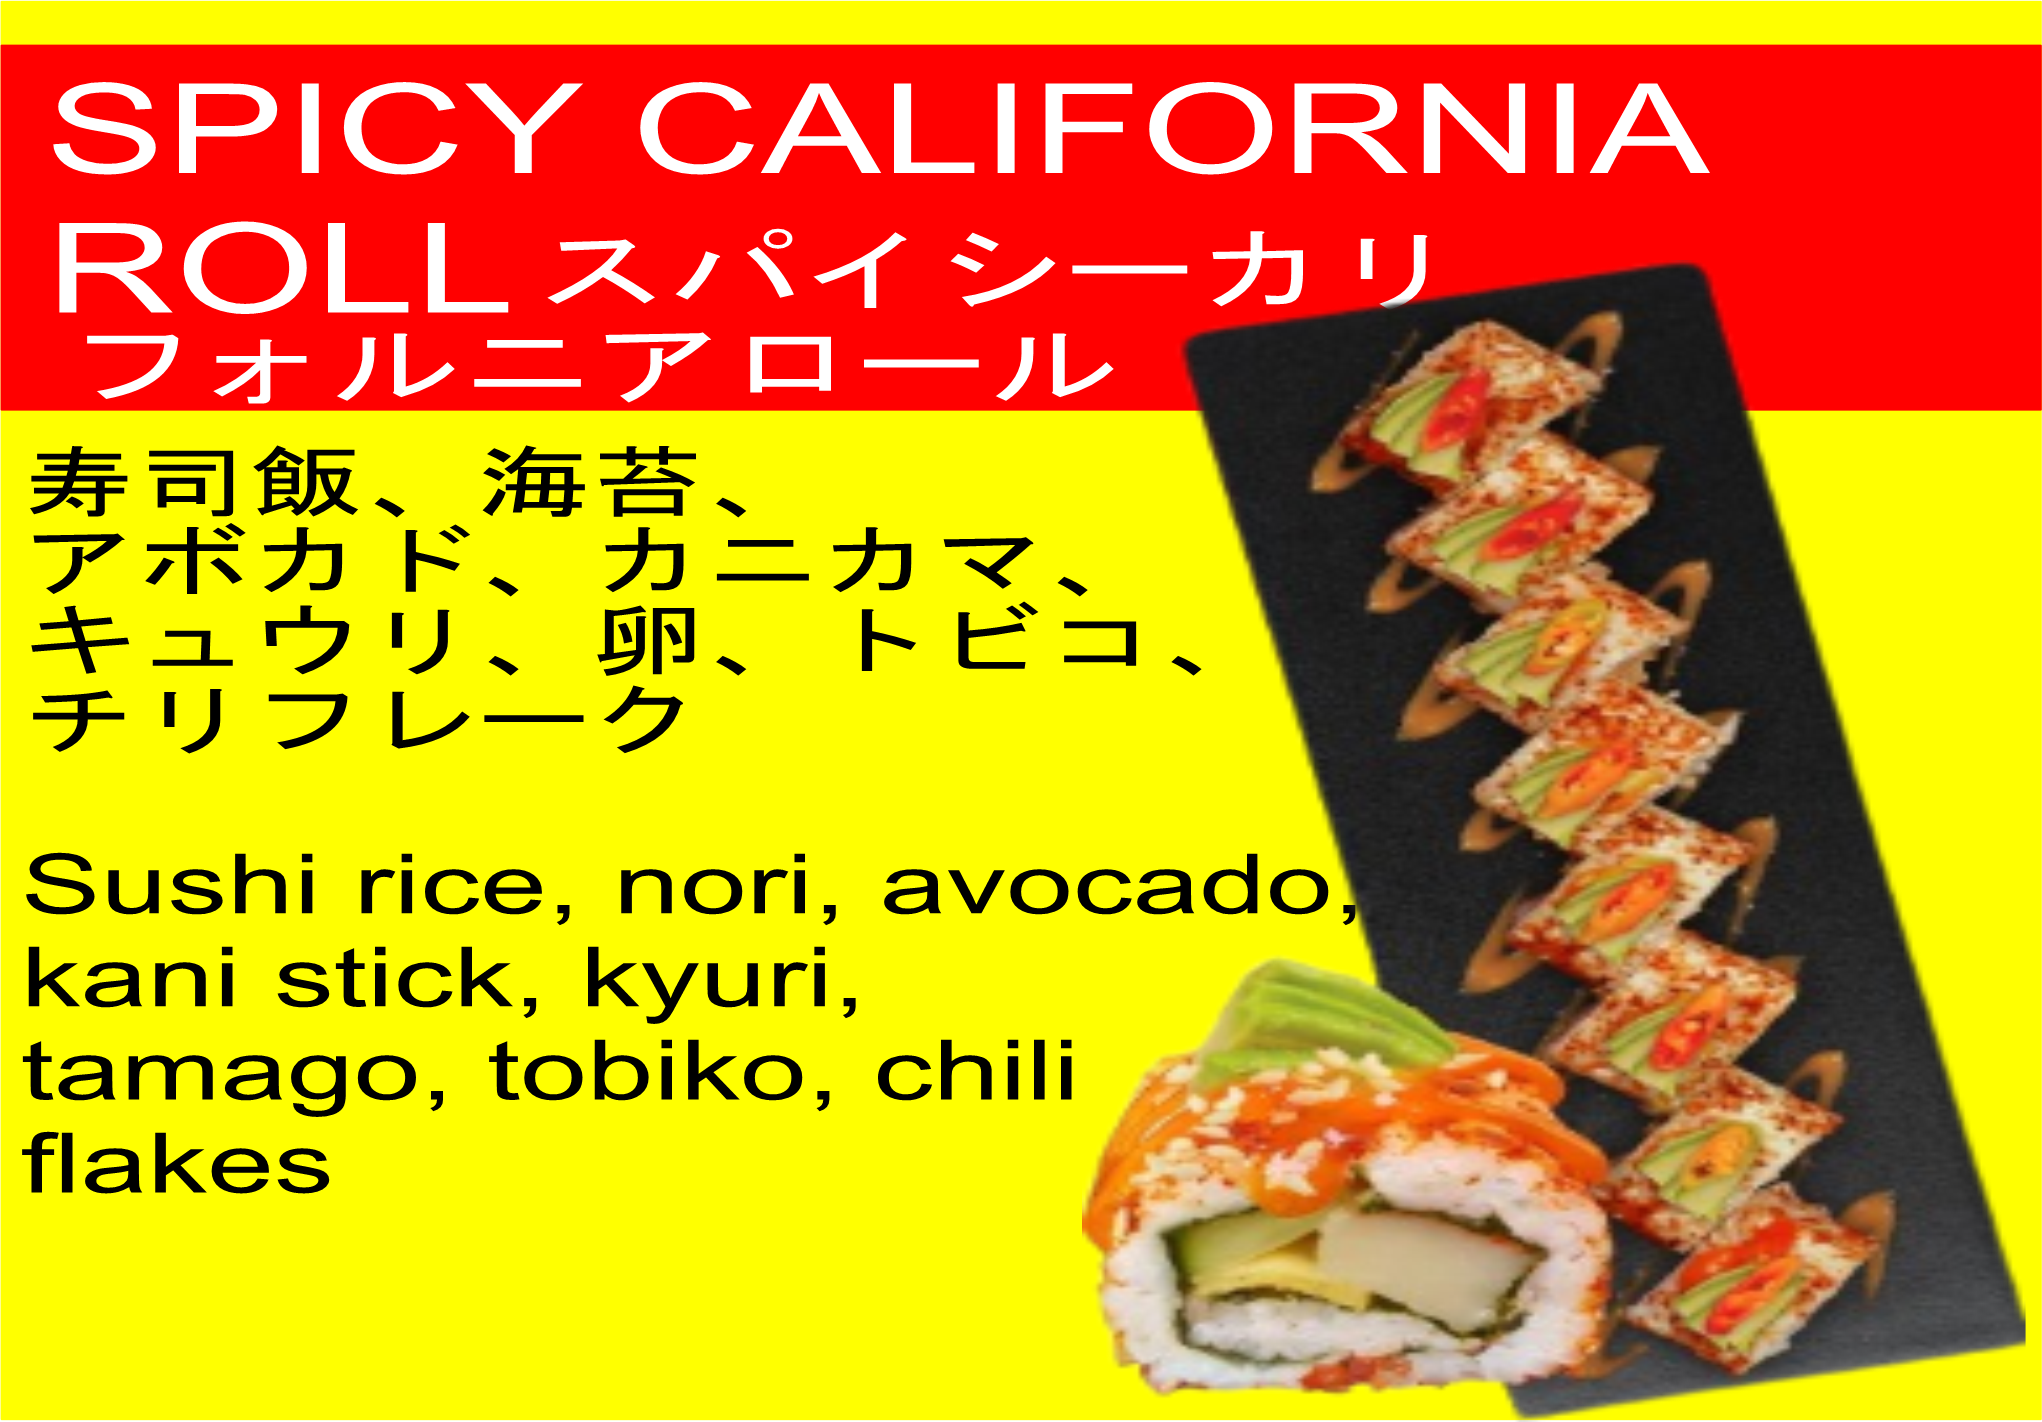 SPICY CALIFORNIA
ROLL スパイシーカリ
フォルニアロール
寿司飯、海苔、
アボカド、カニカマ、
キュウリ、卵、トビコ、
チリフレーク
Sushi rice, nori, avocado,
kani stick, kyuri,
tamago, tobiko, chili
flakes